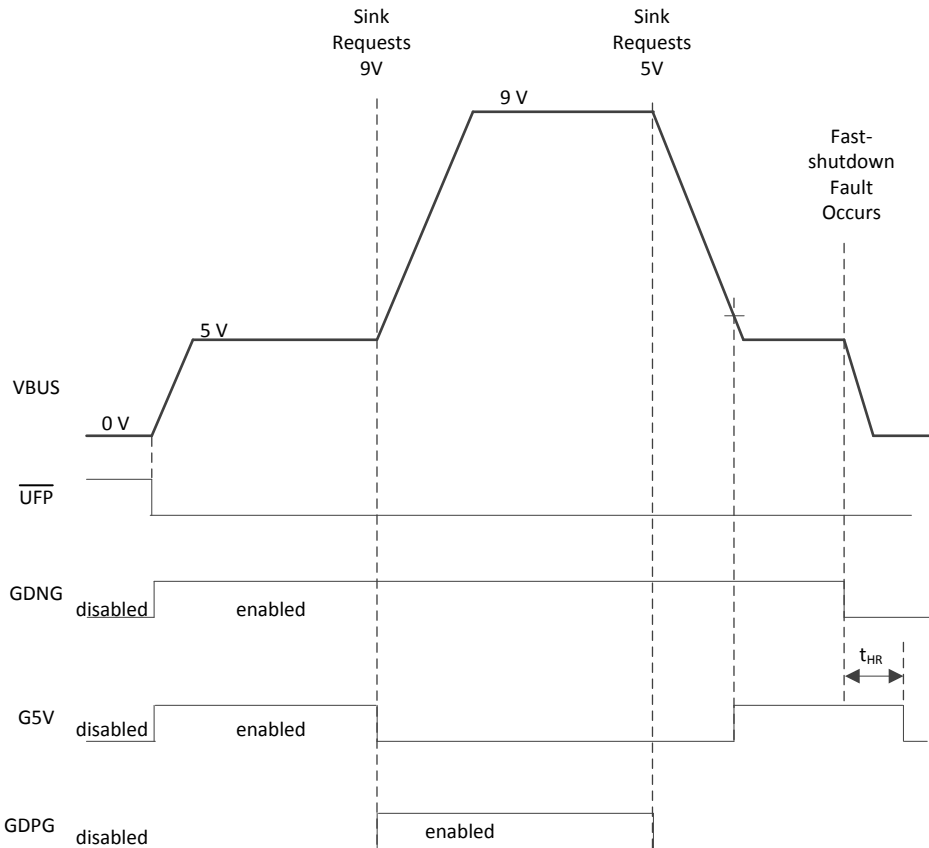 Sink
Requests
9V
Sink
Requests
5V
9 V
Fast-
shutdown
Fault
Occurs
5 V
VBUS
0 V
UFP
GDNG
disabled
enabled
tHR
G5V
disabled
enabled
GDPG
disabled
enabled